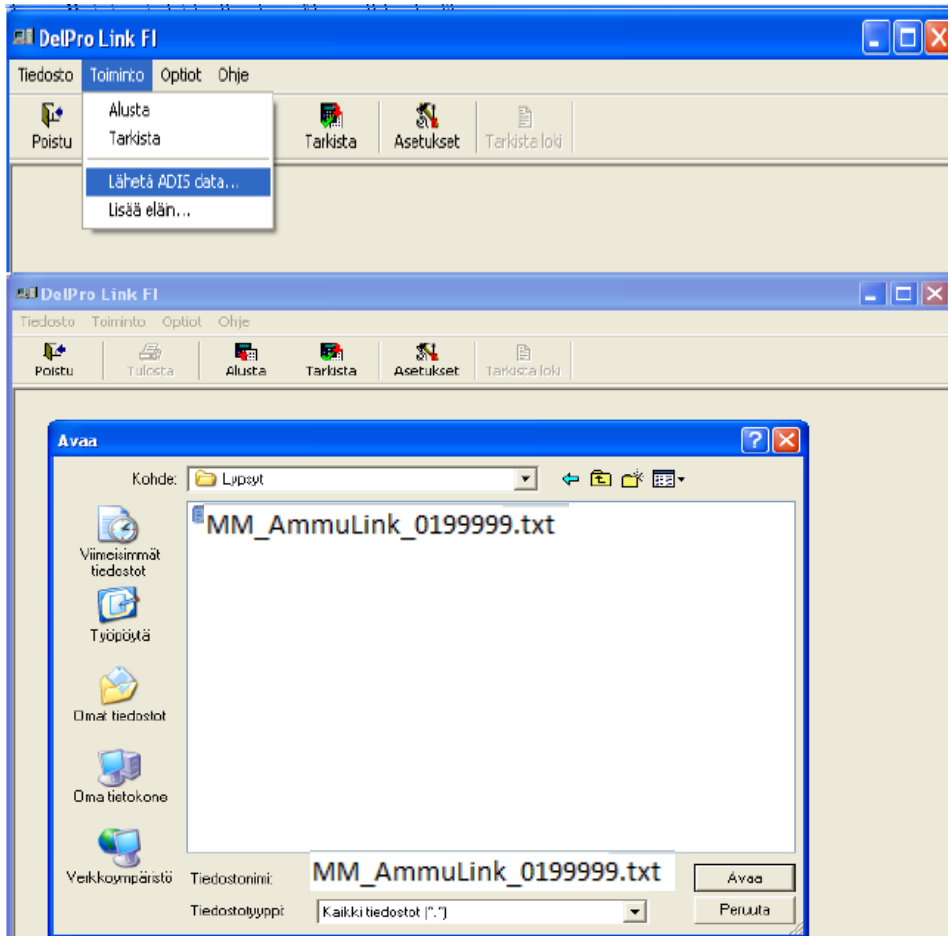 DelPro Link FI
Tiedosto Toiminto Optiot Ohje
Poistu Tarkista Asetukset Tarkista loki
Alusta
Tarkista
Lähetä ADIS data...
Lisää eläin...
DelPro Link FI
Tiedosto Toiminto Optiot Ohje
Poistu Tulosta Alusta Tarkista Asetukset Tarkista loki
Avaa
Kohde: Lypsyt
MM_AmmuLink_0199999.txt
Viimeisimmät
tiedostot
Työpöytä
Omat tiedostot
Oma tietokone
Verkkoympäristö
Tiedostonimi: MM_AmmuLink_0199999.txt Avaa
Tiedostotyyppi: Kaikki tiedostot (*.*) Peruuta